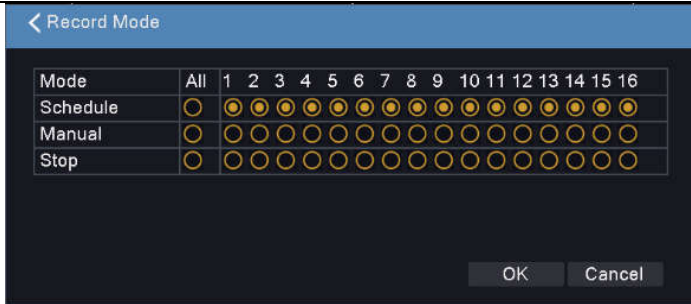 Record Mode
Mode All 1 2 3 4 5 6 7 8 9 10 11 12 13 14 15 16
Schedule
Manual
Stop
OK Cancel